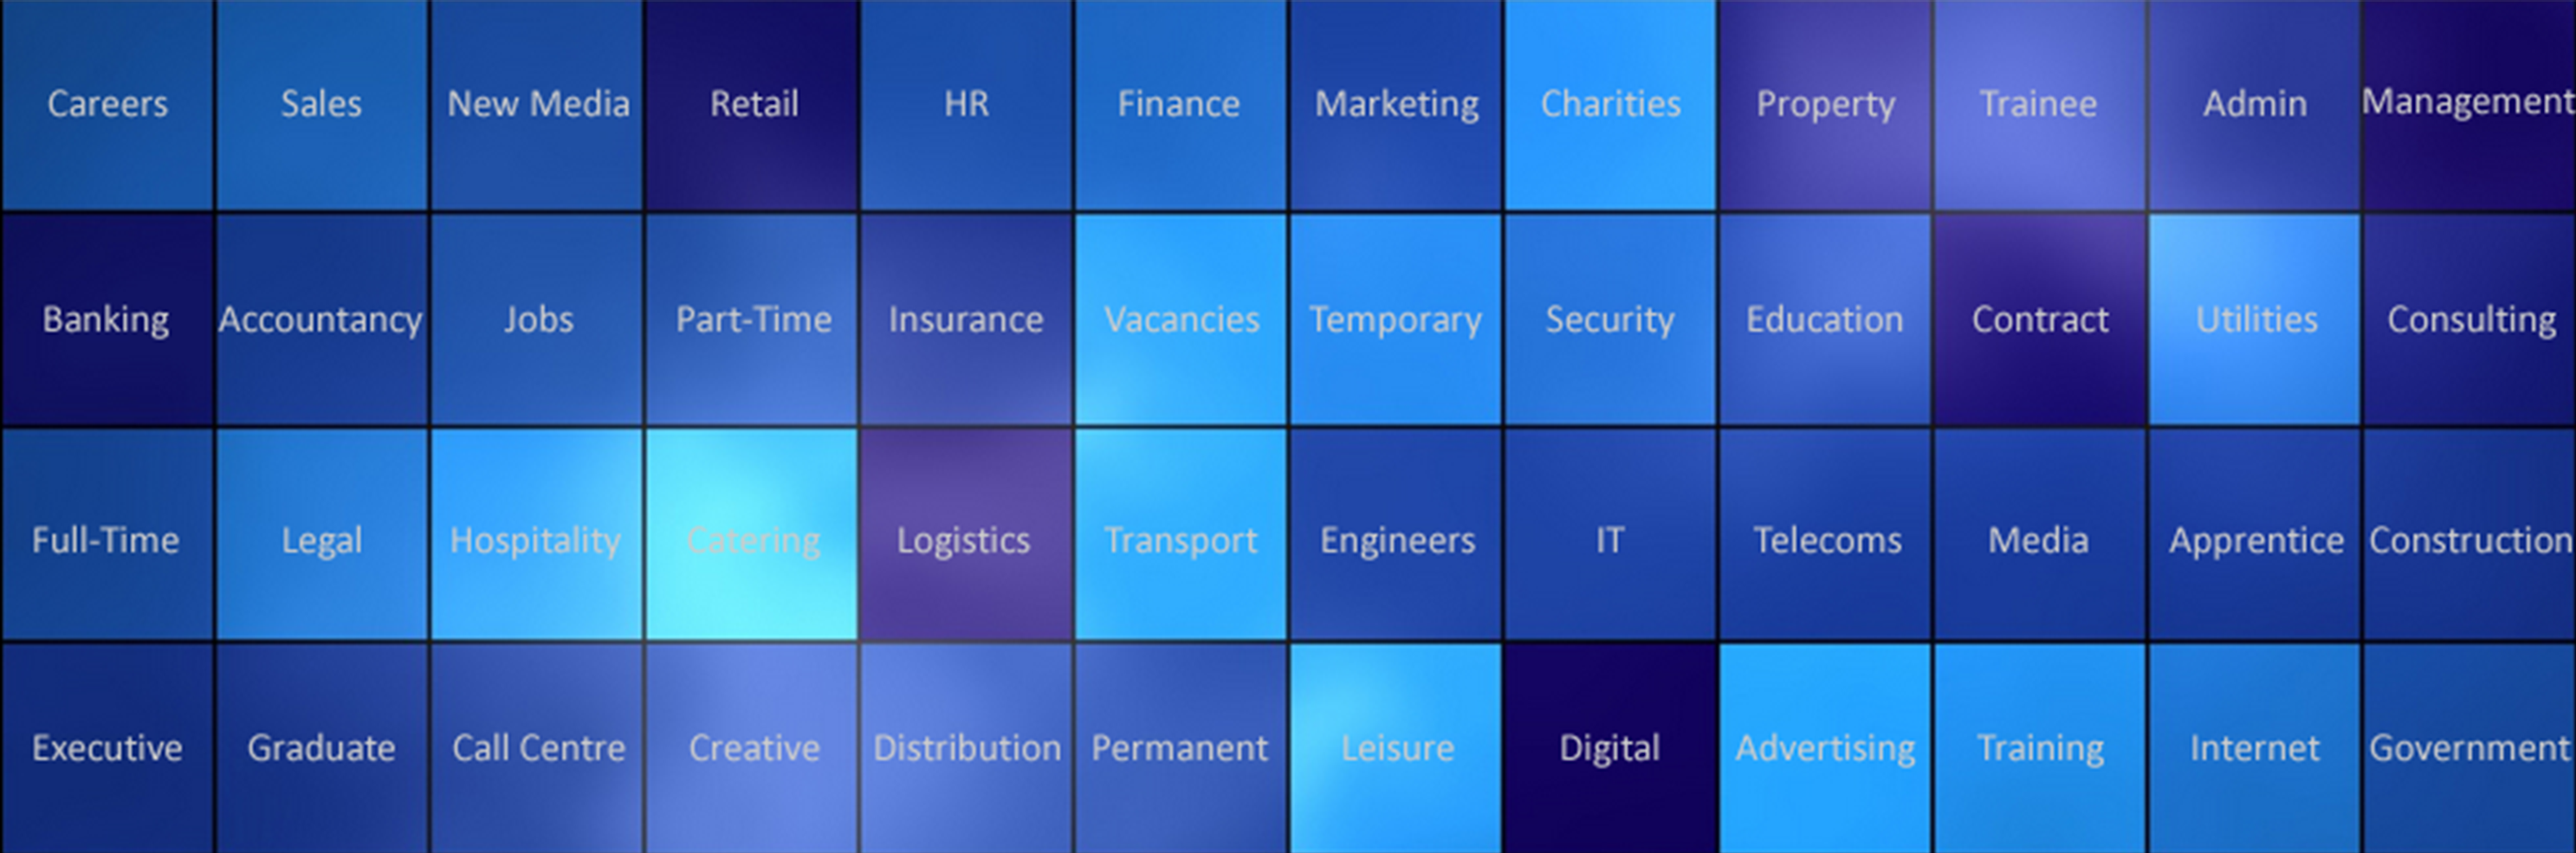 Careers Sales New Media Retail HR Finance Marketing Charities Property Trainee Admin Management
Banking Accountancy Jobs Part-Time Insurance Vacancies Temporary Security Education Contract Utilities Consulting
Full-Time Legal Hospitality Catering Logistics Transport Engineers IT Telecoms Media Apprentice Construction
Executive Graduate Call Centre Creative Distribution Permanent Leisure Digital Advertising Training Internet Government